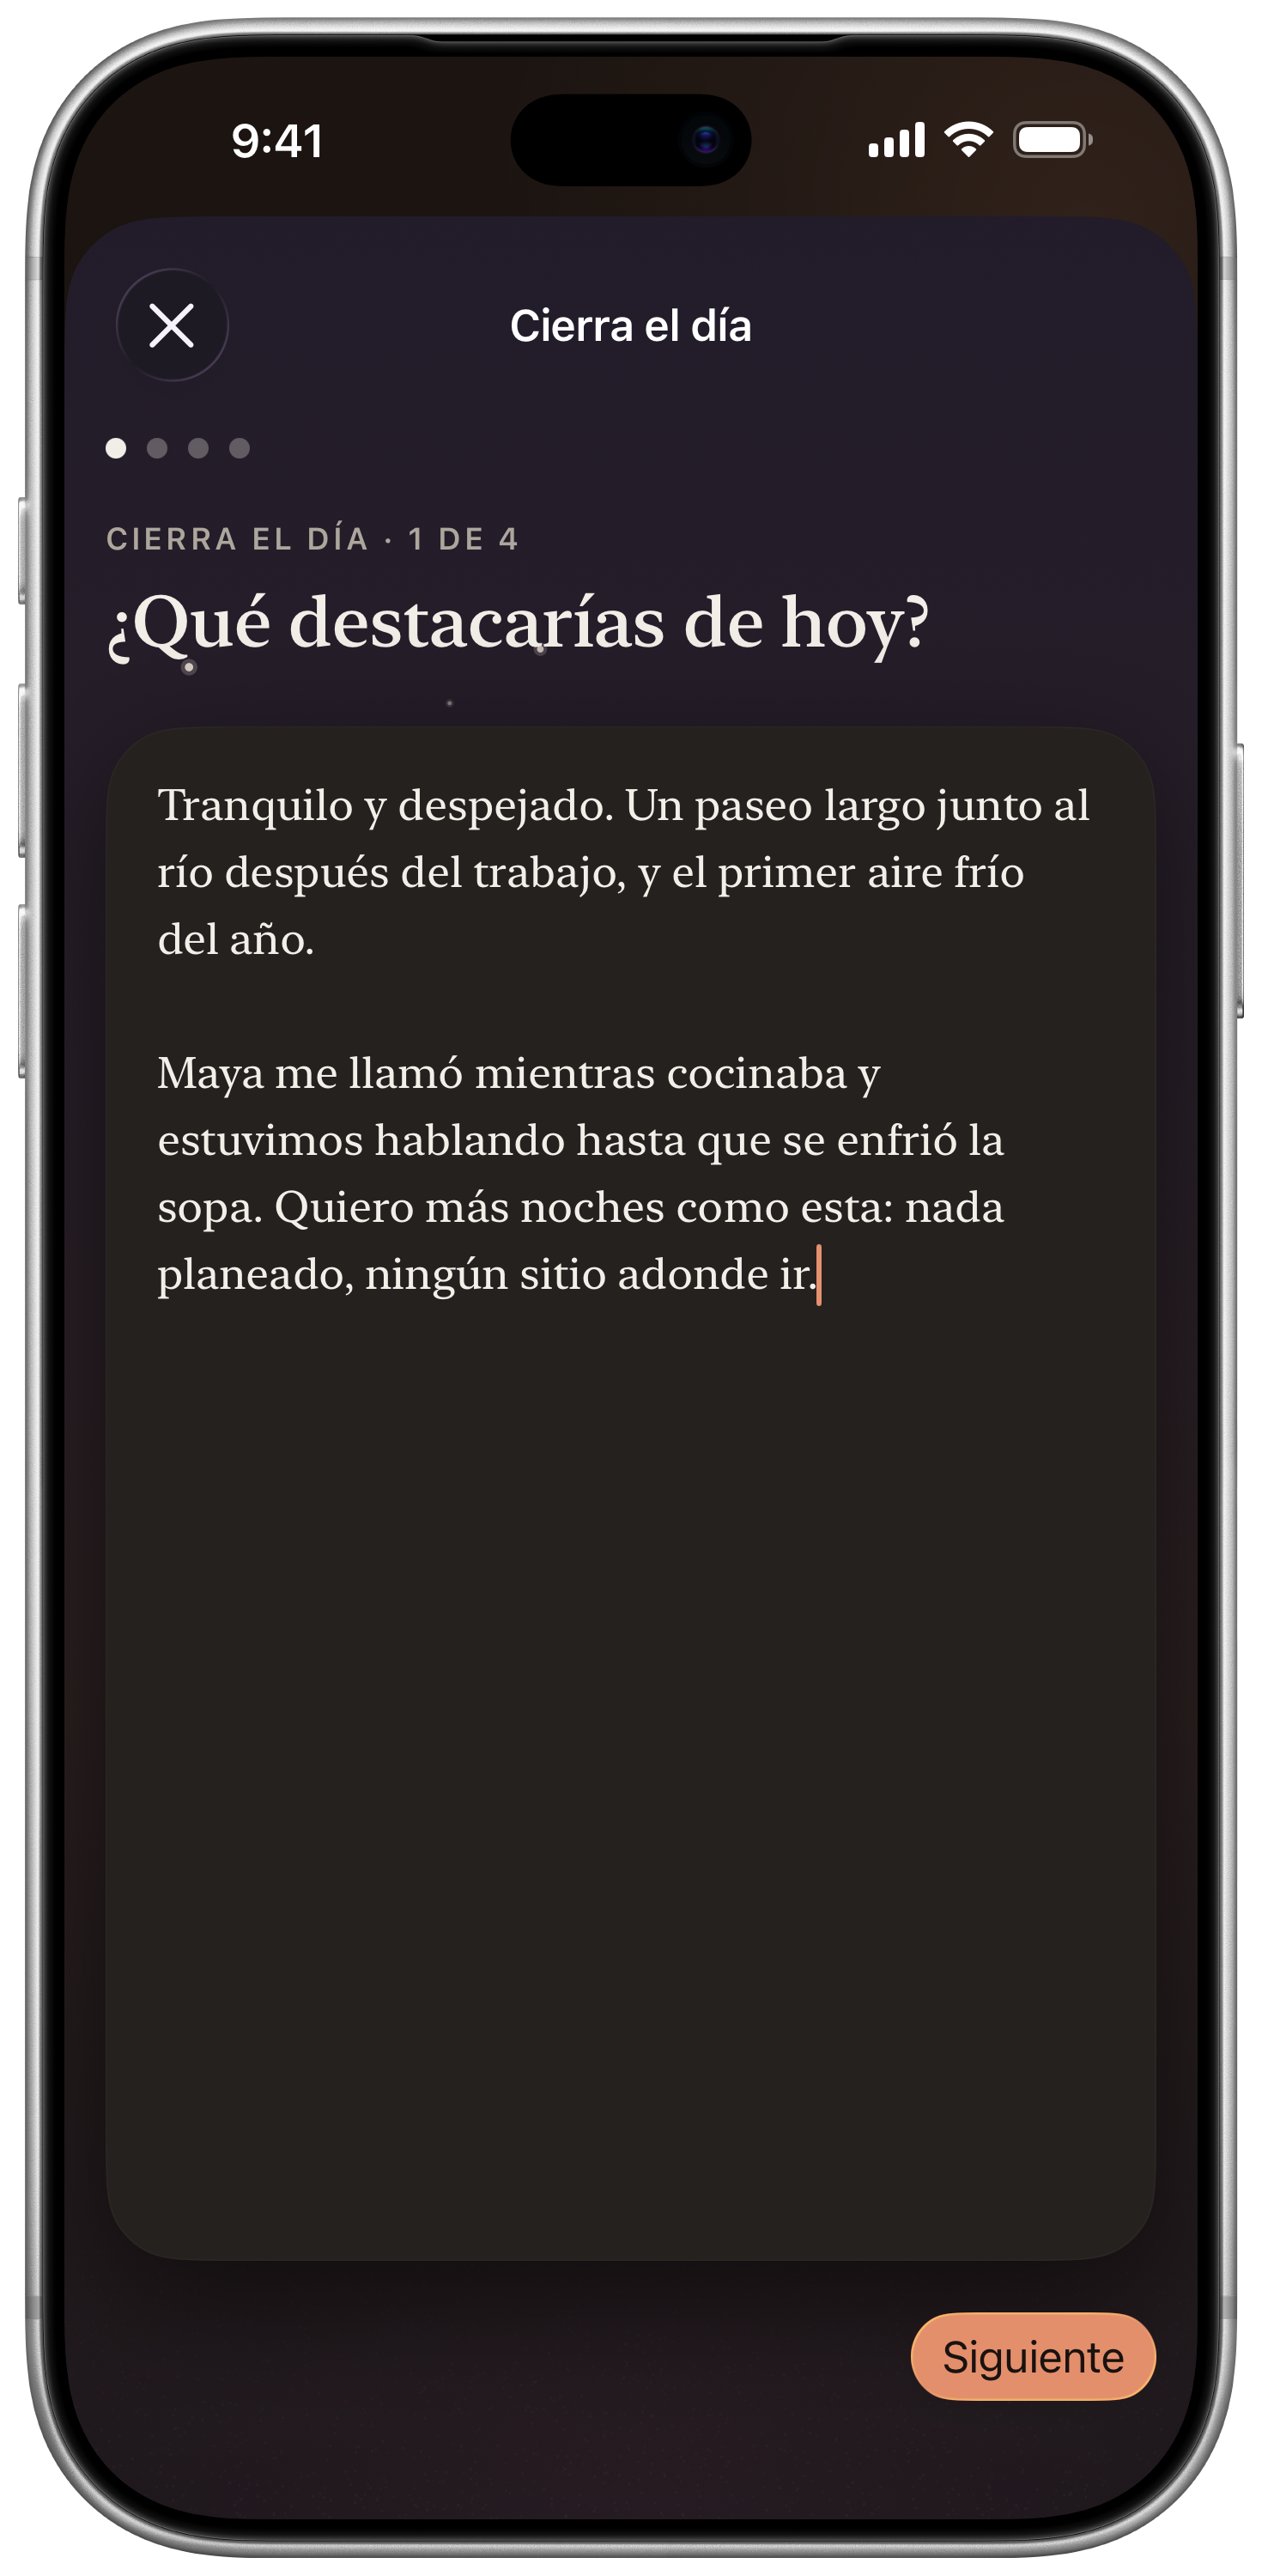 9:41
Cierra el día
CIERRA EL DÍA · 1 DE 4
¿Qué destacarías de hoy?
Tranquilo y despejado. Un paseo largo junto al
río después del trabajo, y el primer aire frío
del año.
Maya me llamó mientras cocinaba y
estuvimos hablando hasta que se enfrió la
sopa. Quiero más noches como esta: nada
planeado, ningún sitio adonde ir.
Siguiente